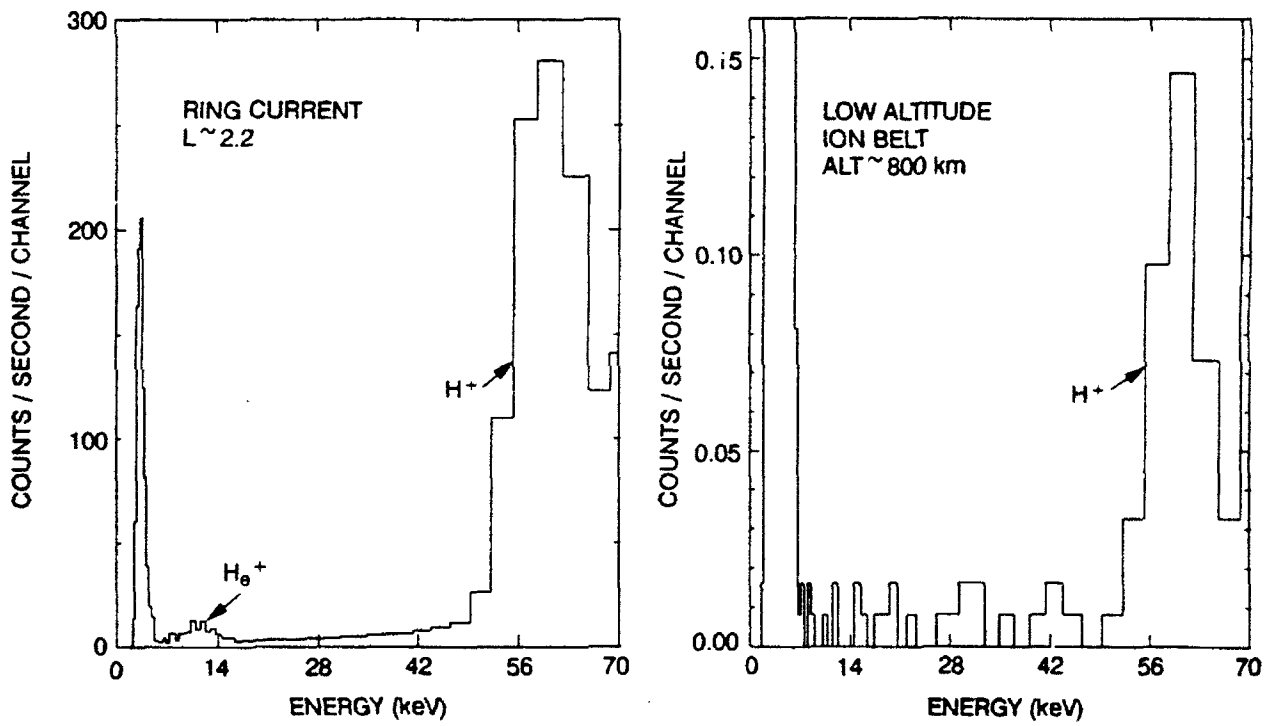 300
200
100
0
0 14 28 42 56 70
COUNTS / SECOND / CHANNEL
ENERGY (keV)
RING CURRENT
L~2.2
He+
H+
0.15
0.10
0.05
0.00
0 14 28 42 56 70
COUNTS / SECOND / CHANNEL
ENERGY (keV)
LOW ALTITUDE
ION BELT
ALT~800 km
H+